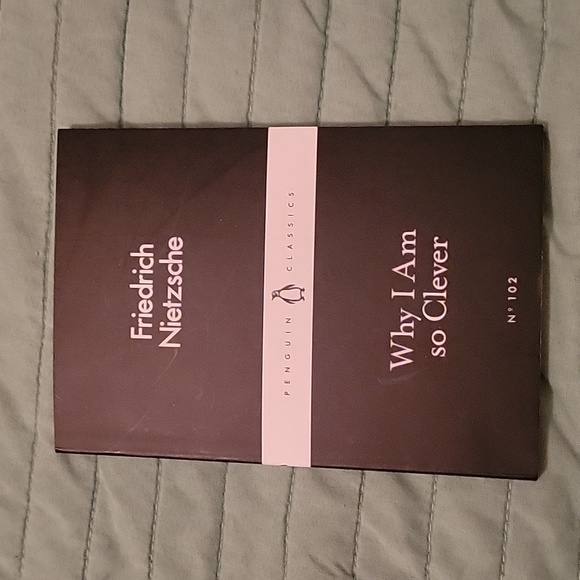 Friedrich
Nietzsche
PENGUIN CLASSICS
Why I Am
so Clever
Nº 102